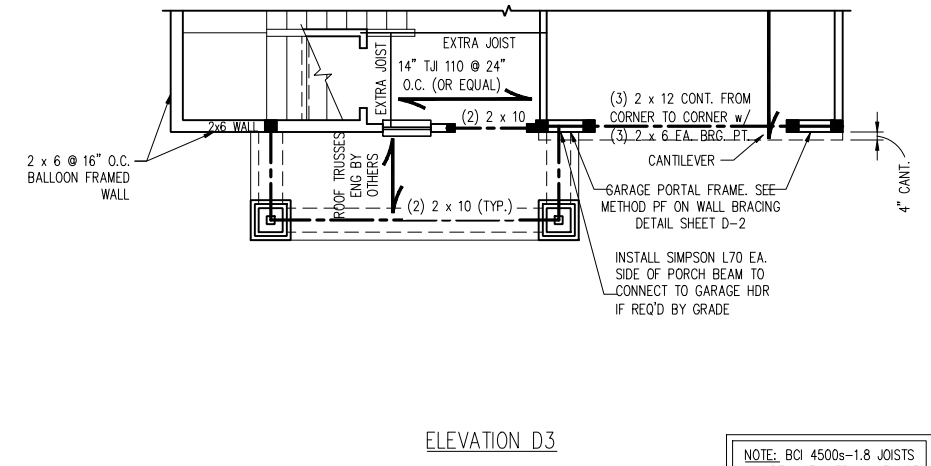 EXTRA JOIST
EXTRA JOIST
14" TJI 110 @ 24"
O.C. (OR EQUAL)
(2) 2 x 10
(3) 2 x 12 CONT. FROM
CORNER TO CORNER w/
(3) 2 x 6 EA. BRG. PT.
CANTILEVER
2x6 WALL
2 x 6 @ 16" O.C.
BALLOON FRAMED
WALL
ROOF TRUSSES
ENG BY
OTHERS
(2) 2 x 10 (TYP.)
GARAGE PORTAL FRAME. SEE
METHOD PF ON WALL BRACING
DETAIL SHEET D-2
4" CANT.
INSTALL SIMPSON L70 EA.
SIDE OF PORCH BEAM TO
CONNECT TO GARAGE HDR
IF REQ'D BY GRADE
ELEVATION D3
NOTE: BCI 4500s-1.8 JOISTS